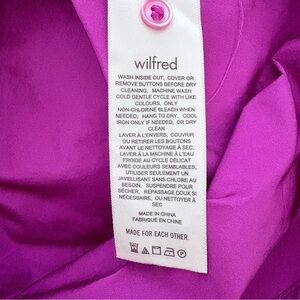 wilfred
WASH INSIDE OUT, COVER OR
REMOVE BUTTONS BEFORE DRY
CLEANING, MACHINE WASH
COLD GENTLE CYCLE WITH LIKE
COLOURS, ONLY
NON-CHLORINE BLEACH WHEN
NEEDED, HANG TO DRY, COOL
IRON ONLY IF NEEDED, OR DRY
CLEAN
LAVER À L'ENVERS, COUVRIR
OU RETIRER LES BOUTONS
AVANT LE NETTOYAGE À SEC,
LAVER À LA MACHINE À L'EAU
FROIDE AU CYCLE DÉLICAT
AVEC COULEURS SEMBLABLES,
UTILISER SEULEMENT UN
JAVELLISANT SANS CHLORE AU
BESOIN, SUSPENDRE POUR
SÉCHER, REPASSAGE DOUX SI
NÉCESSAIRE, OU NETTOYER À
SEC
MADE IN CHINA
FABRIQUÉ EN CHINE
MADE FOR EACH OTHER.